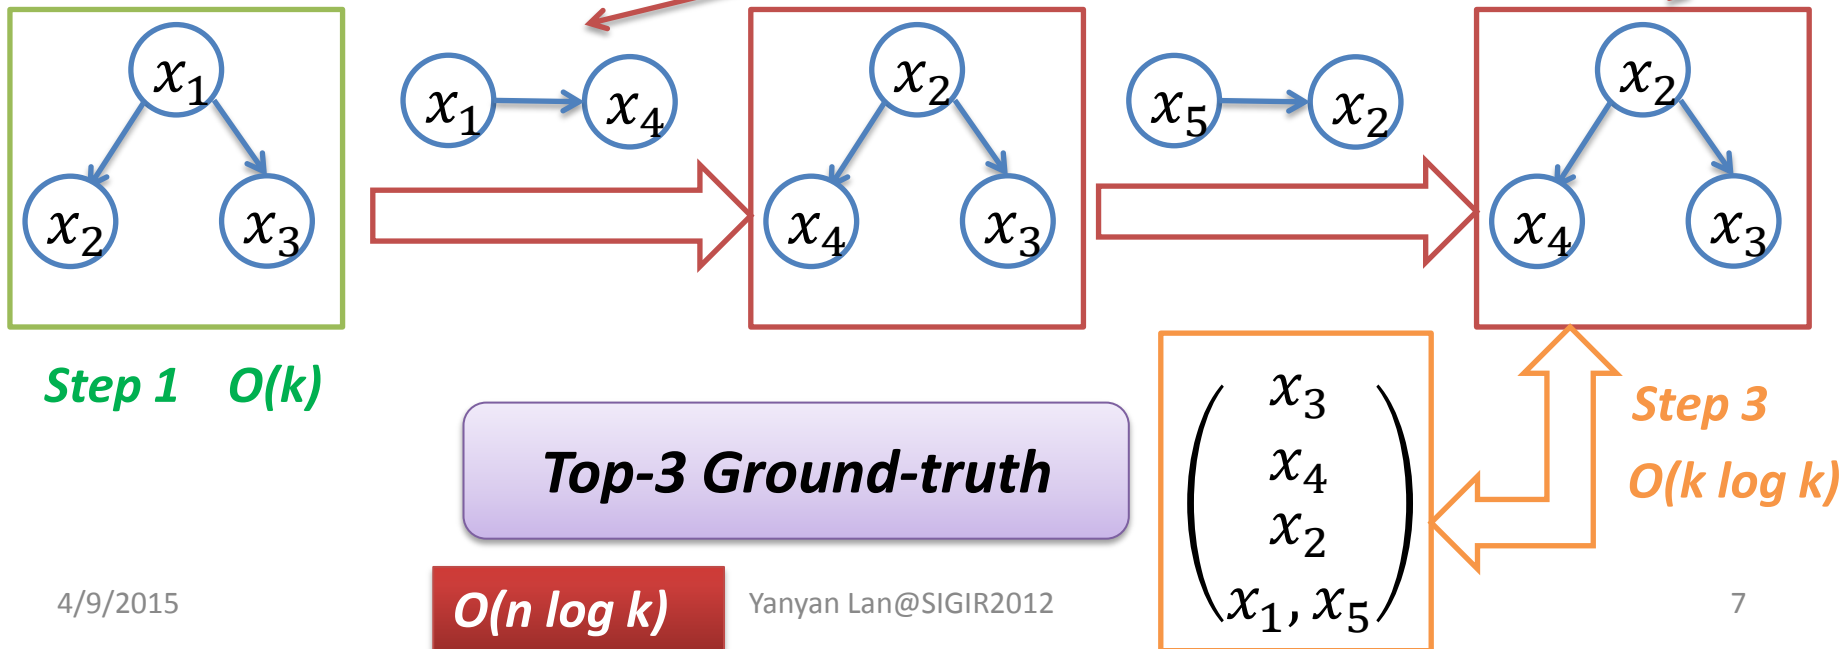 x₁
x₂ x₃
x₁ x₄
x₂
x₄ x₃
x₅ x₂
x₂
x₄ x₃
Step 1 O(k)
Top-3 Ground-truth
x₃
x₄
x₂
x₁, x₅
Step 3
O(k log k)
4/9/2015
O(n log k)
Yanyan Lan@SIGIR2012
7